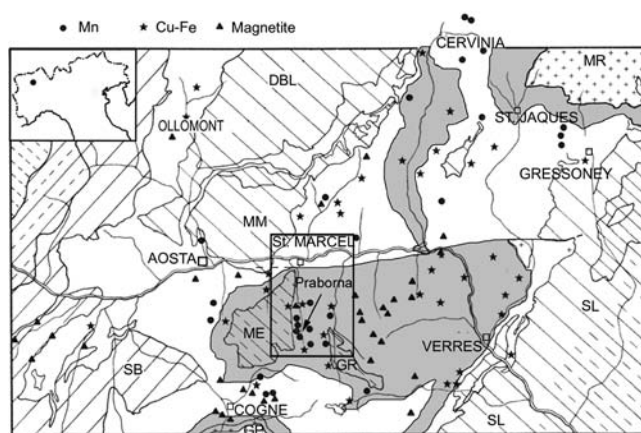 Mn Cu-Fe Magnetite
CERVINIA
MR
DBL
ST. JAQUES
OLLOMONT
GRESSONEY
MM
St. MARCEL
AOSTA
Praborna
SL
ME
VERRES
GR
SB
COGNE
SL
GP